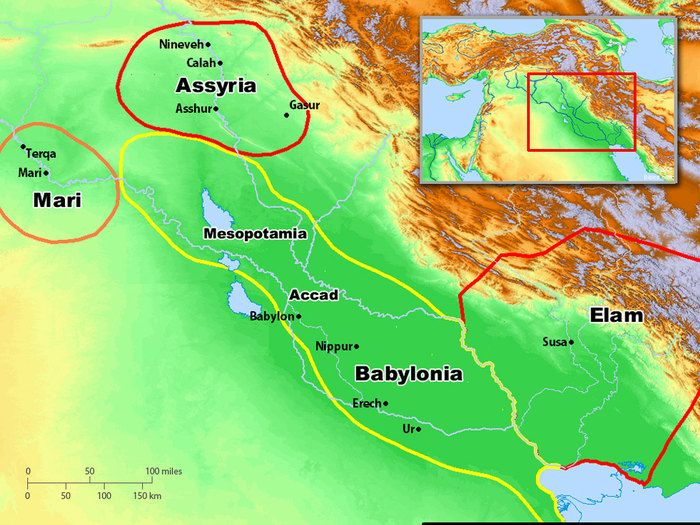 Nineveh
Calah
Assyria
Asshur
Gasur
Terqa
Mari
Mari
Mesopotamia
Accad
Babylon
Elam
Susa
Nippur
Babylonia
Erech
Ur
0 50 100 miles
0 50 100 150 km